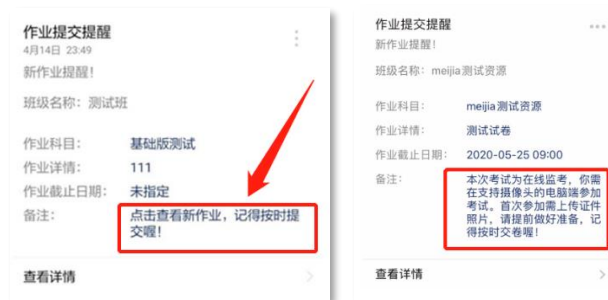 作业提交提醒
4月14日 23:49
新作业提醒！
班级名称：测试班
作业科目： 基础版测试
作业详情： 111
作业截止日期： 未指定
备注： 点击查看新作业，记得按时提
交喔！
查看详情
作业提交提醒
新作业提醒！
班级名称：meijia测试资源
作业科目： meijia测试资源
作业详情： 测试试卷
作业截止日期： 2020-05-25 09:00
备注： 本次考试为在线监考，你需
在支持摄像头的电脑端参加
考试。首次参加需上传证件
照片，请提前做好准备，记
得按时交卷喔！
查看详情